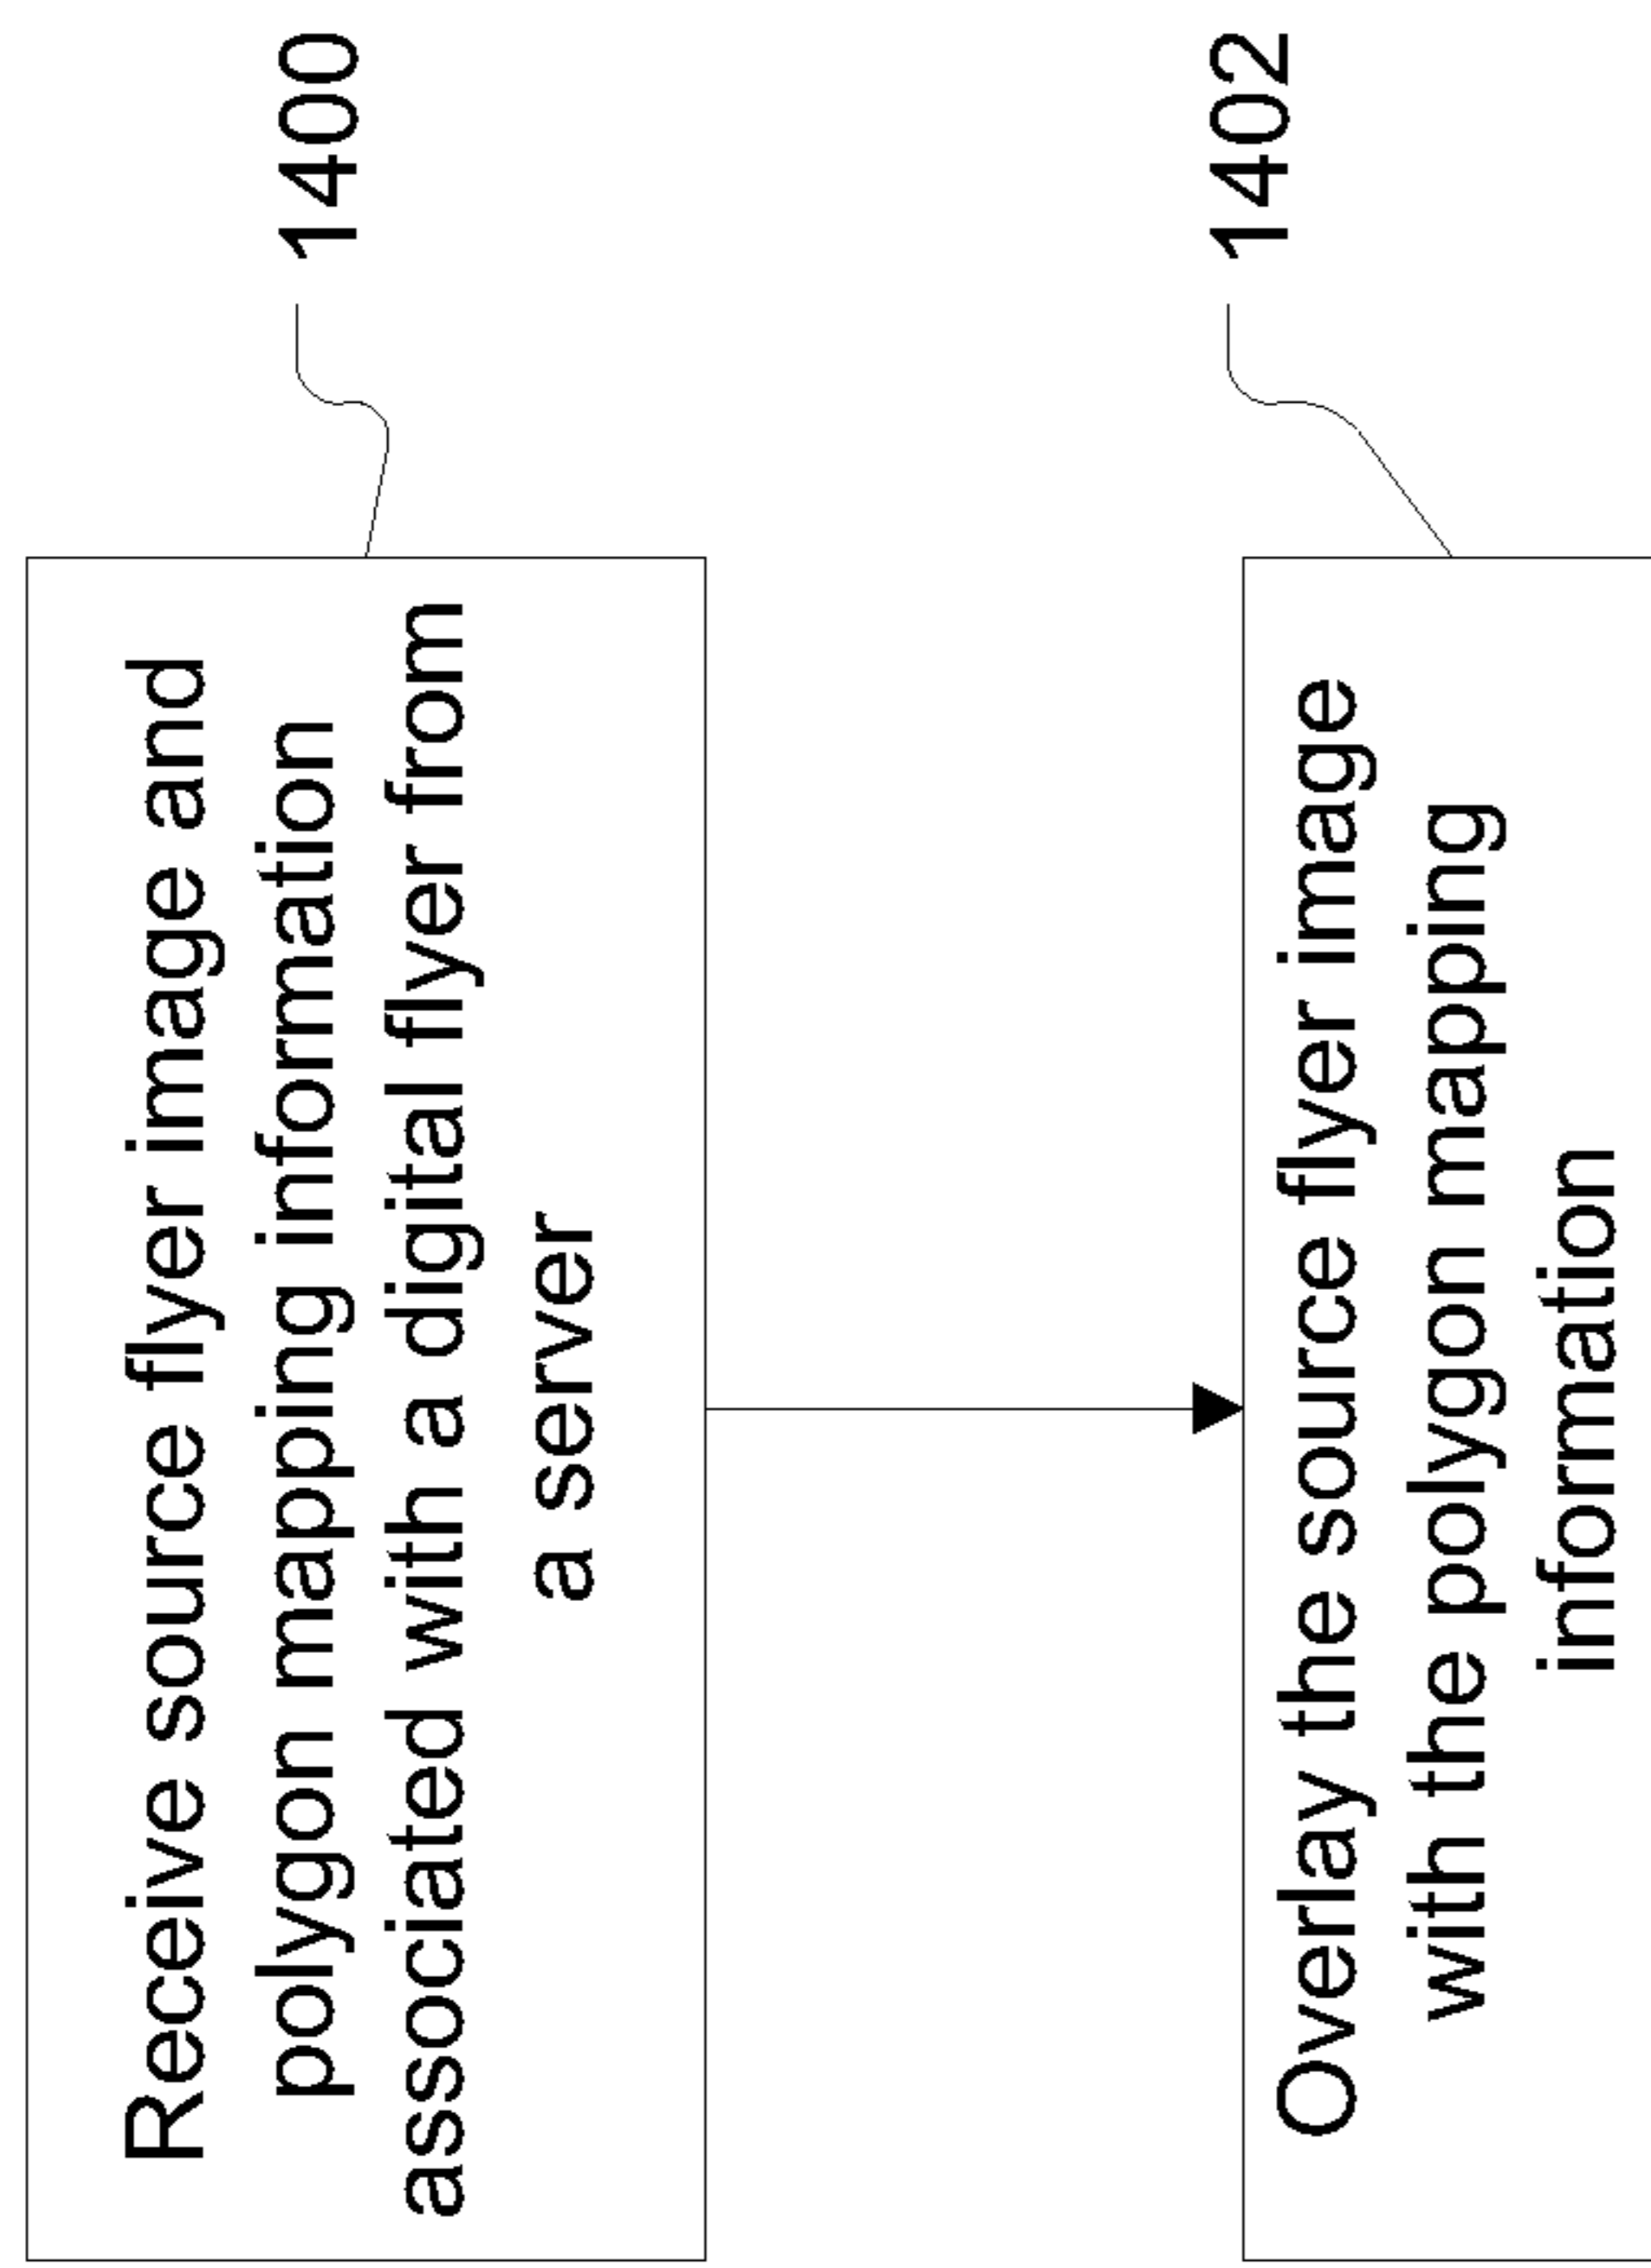 Receive source flyer image and
polygon mapping information
associated with a digital flyer from
a server
1400
Overlay the source flyer image
with the polygon mapping
information
1402